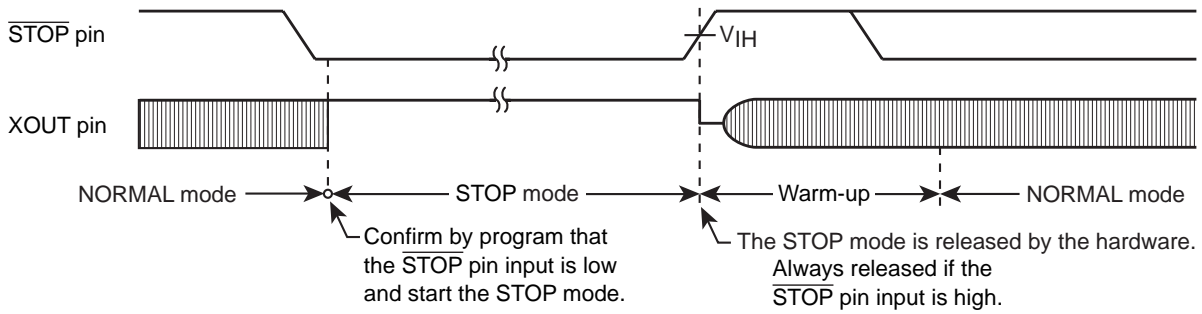 STOP pin
VIH
XOUT pin
NORMAL mode
STOP mode
Warm-up
NORMAL mode
Confirm by program that
the STOP pin input is low
and start the STOP mode.
The STOP mode is released by the hardware.
Always released if the
STOP pin input is high.